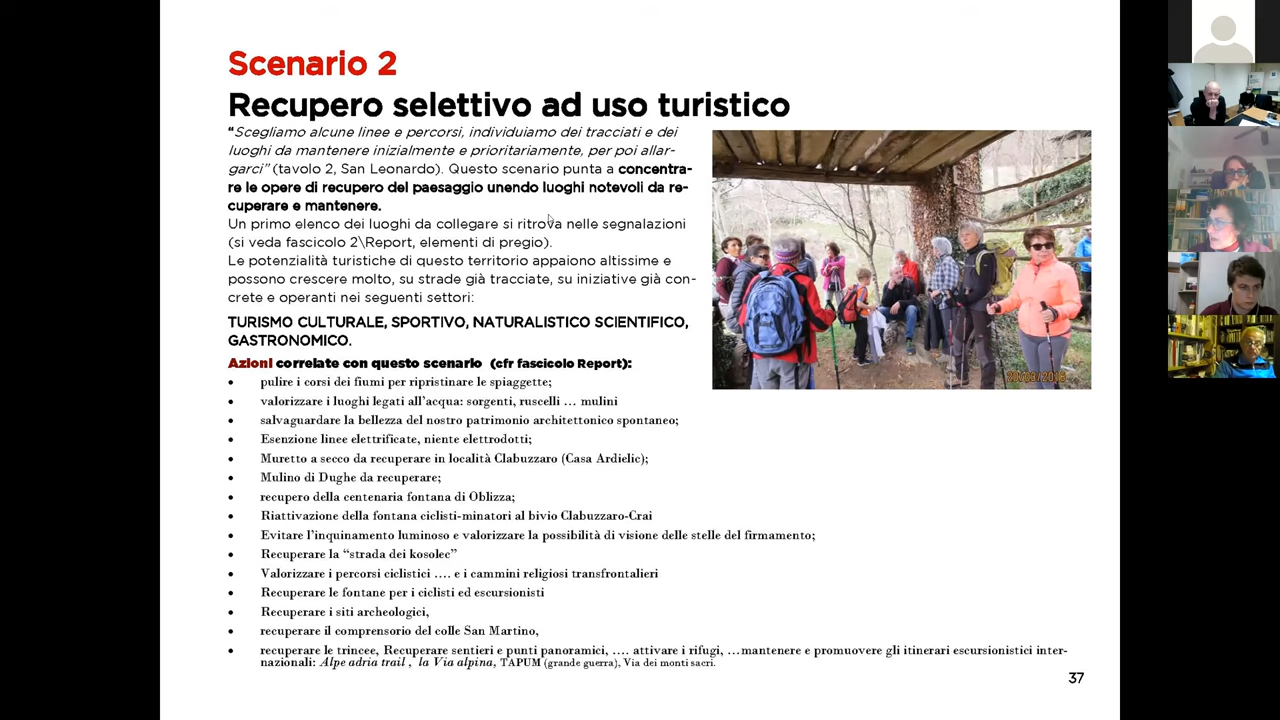 Scenario 2
Recupero selettivo ad uso turistico
“Scegliamo alcune linee e percorsi, individuiamo dei tracciati e dei
luoghi da mantenere inizialmente e prioritariamente, per poi allar-
garci” (tavolo 2, San Leonardo). Questo scenario punta a concentra-
re le opere di recupero del paesaggio unendo luoghi notevoli da re-
cuperare e mantenere.
Un primo elenco dei luoghi da collegare si ritrova nelle segnalazioni
(si veda fascicolo 2\Report, elementi di pregio).
Le potenzialità turistiche di questo territorio appaiono altissime e
possono crescere molto, su strade già tracciate, su iniziative già con-
crete e operanti nei seguenti settori:
TURISMO CULTURALE, SPORTIVO, NATURALISTICO SCIENTIFICO,
GASTRONOMICO.
Azioni correlate con questo scenario (cfr fascicolo Report):
• pulire i corsi dei fiumi per ripristinare le spiaggette;
• valorizzare i luoghi legati all’acqua: sorgenti, ruscelli … mulini
• salvaguardare la bellezza del nostro patrimonio architettonico spontaneo;
• Esenzione linee elettrificate, niente elettrodotti;
• Muretto a secco da recuperare in località Clabuzzaro (Casa Ardielic);
• Mulino di Dughe da recuperare;
• recupero della centenaria fontana di Oblizza;
• Riattivazione della fontana ciclisti-minatori al bivio Clabuzzaro-Crai
• Evitare l’inquinamento luminoso e valorizzare la possibilità di visione delle stelle del firmamento;
• Recuperare la “strada dei kosolec”
• Valorizzare i percorsi ciclistici …. e i cammini religiosi transfrontalieri
• Recuperare le fontane per i ciclisti ed escursionisti
• Recuperare i siti archeologici,
• recuperare il comprensorio del colle San Martino,
• recuperare le trincee, Recuperare sentieri e punti panoramici, …. attivare i rifugi, …mantenere e promuovere gli itinerari escursionistici inter-
nazionali: Alpe adria trail , la Via alpina, TAPUM (grande guerra), Via dei monti sacri.
20/03/2016
37